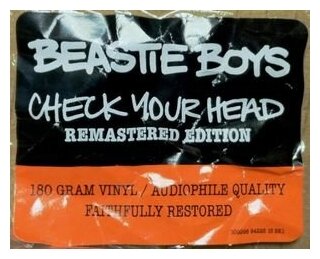 BEASTIE BOYS
CHECK YOUR HEAD
REMASTERED EDITION
180 GRAM VINYL / AUDIOPHILE QUALITY
FAITHFULLY RESTORED